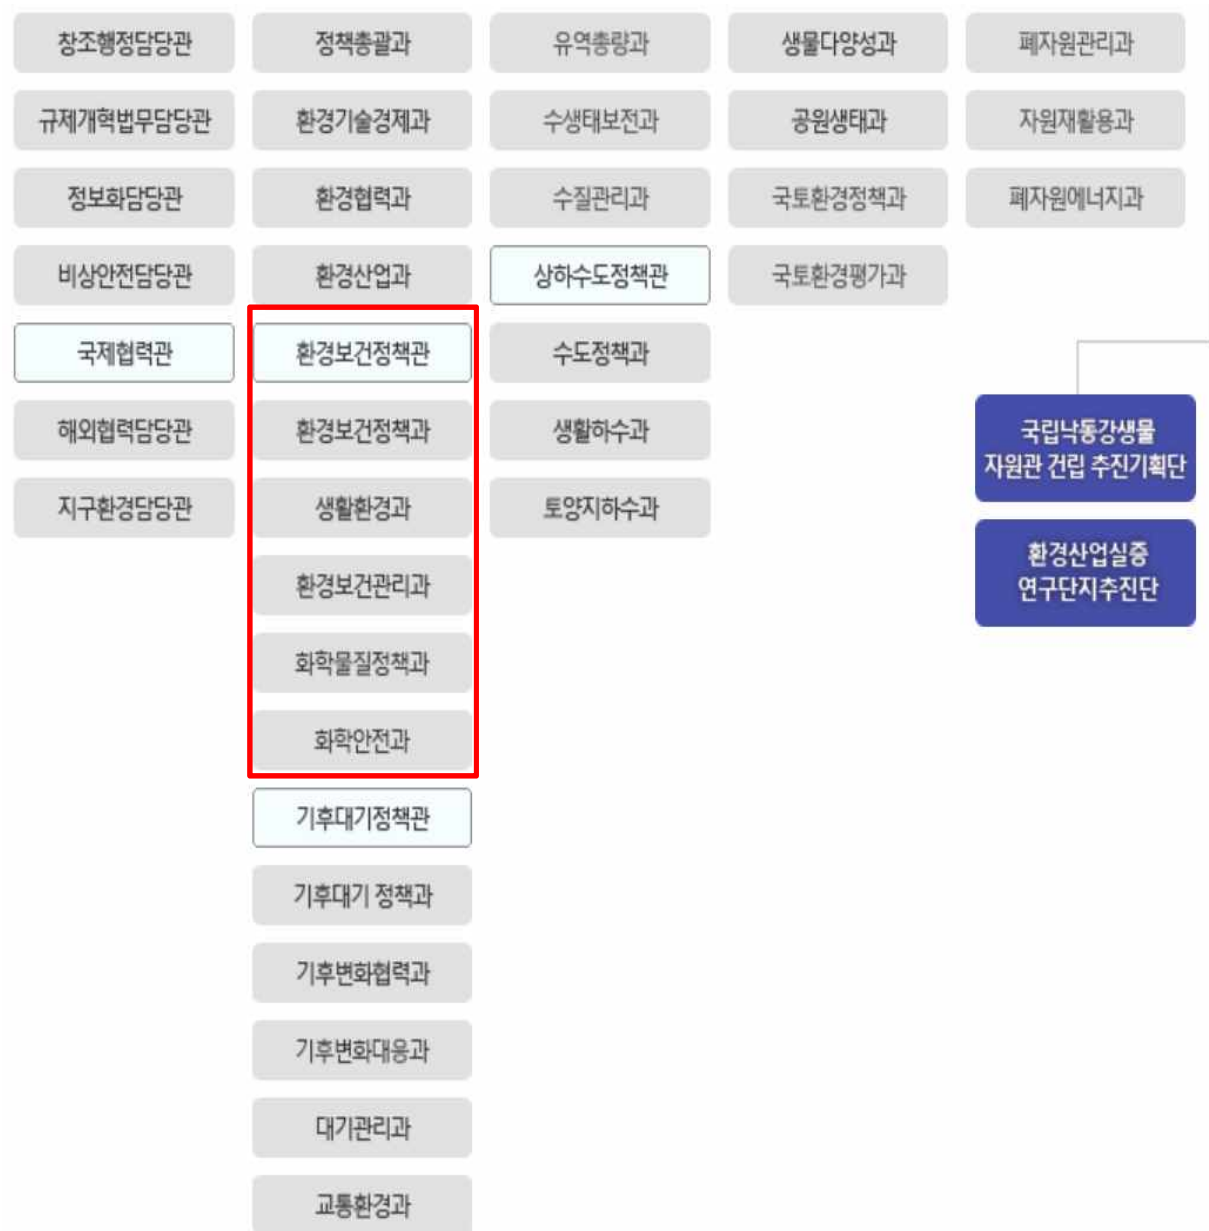 창조행정담당관
규제개혁법무담당관
정보화담당관
비상안전담당관
국제협력관
해외협력담당관
지구환경담당관
정책총괄과
환경기술경제과
환경협력과
환경산업과
환경보건정책관
환경보건정책과
생활환경과
환경보건관리과
화학물질정책과
화학안전과
기후대기정책관
기후대기 정책과
기후변화협력과
기후변화대응과
대기관리과
교통환경과
유역총량과
수생태보전과
수질관리과
상하수도정책관
수도정책과
생활하수과
토양지하수과
생물다양성과
공원생태과
국토환경정책과
국토환경평가과
폐자원관리과
자원재활용과
폐자원에너지과
국립낙동강생물
자원관 건립 추진기획단
환경산업실증
연구단지추진단